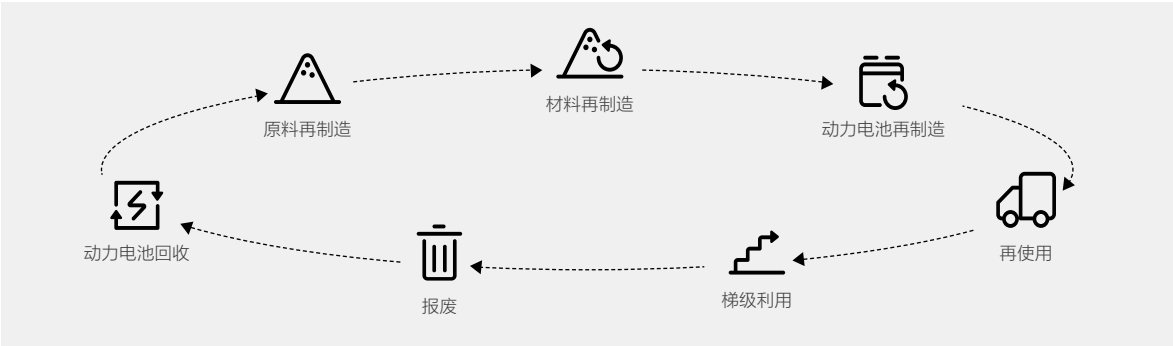 原料再制造
材料再制造
动力电池再制造
再使用
梯级利用
报废
动力电池回收